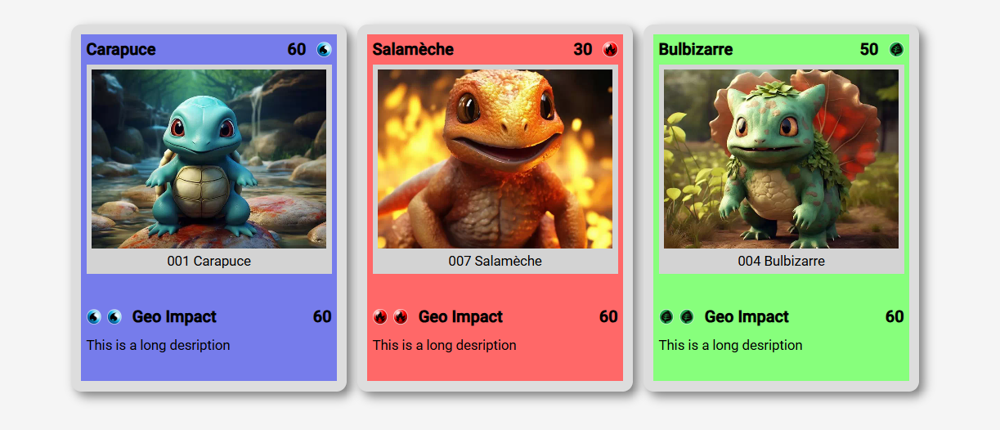 Carapuce 60
001 Carapuce
Geo Impact 60
This is a long desription
Salamèche 30
007 Salamèche
Geo Impact 60
This is a long desription
Bulbizarre 50
004 Bulbizarre
Geo Impact 60
This is a long desription